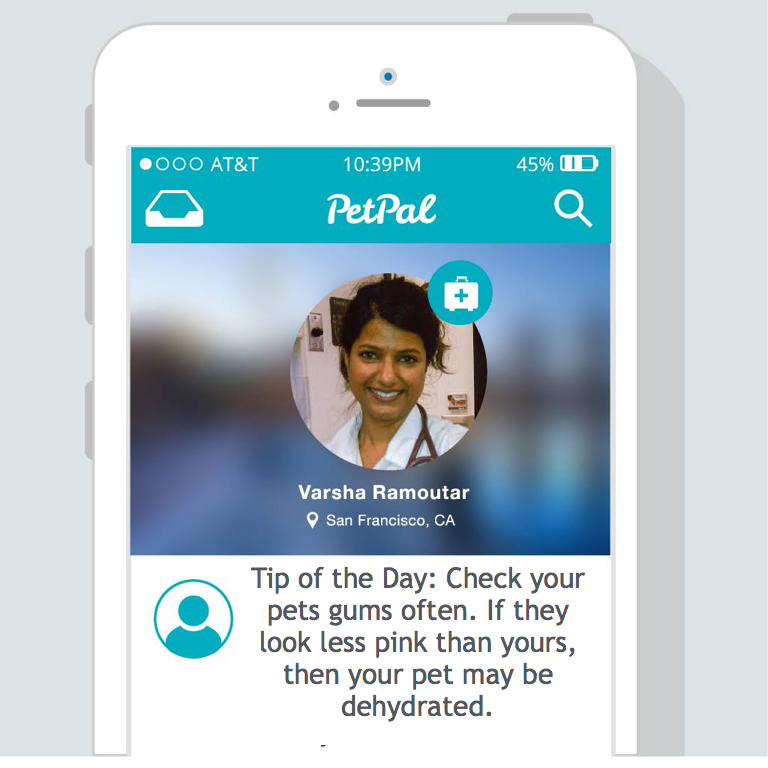 AT&T 10:39PM 45%
PetPal
Varsha Ramoutar
San Francisco, CA
Tip of the Day: Check your
pets gums often. If they
look less pink than yours,
then your pet may be
dehydrated.